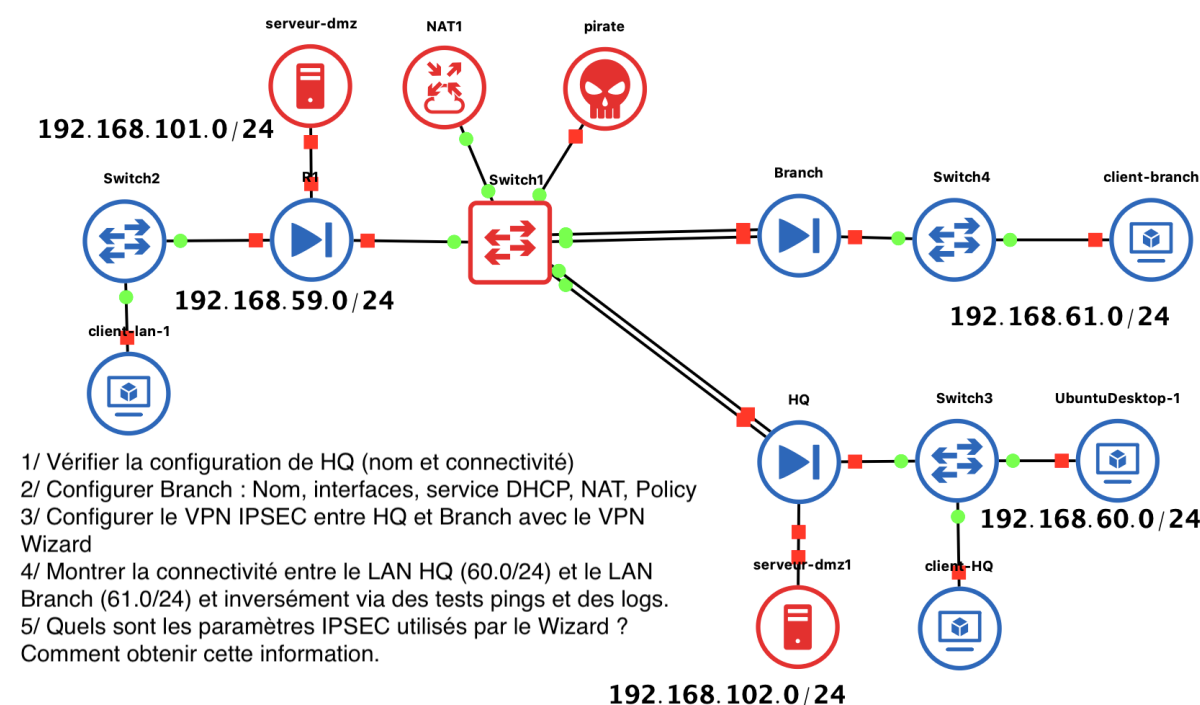 serveur-dmz
NAT1
pirate
192.168.101.0/24
Switch2
R1
Switch1
Branch
Switch4
client-branch
192.168.59.0/24
192.168.61.0/24
client-lan-1
HQ
Switch3
UbuntuDesktop-1
1/ Vérifier la configuration de HQ (nom et connectivité)
2/ Configurer Branch : Nom, interfaces, service DHCP, NAT, Policy
3/ Configurer le VPN IPSEC entre HQ et Branch avec le VPN
Wizard
4/ Montrer la connectivité entre le LAN HQ (60.0/24) et le LAN
Branch (61.0/24) et inversément via des tests pings et des logs.
5/ Quels sont les paramètres IPSEC utilisés par le Wizard ?
Comment obtenir cette information.
192.168.60.0/24
serveur-dmz1
client-HQ
192.168.102.0/24